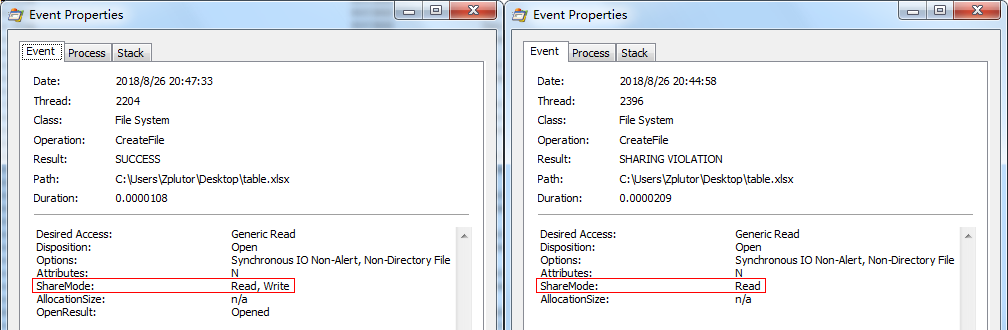 Event Properties
Event Process Stack
Date: 2018/8/26 20:47:33
Thread: 2204
Class: File System
Operation: CreateFile
Result: SUCCESS
Path: C:\Users\Zplutor\Desktop\table.xlsx
Duration: 0.0000108
Desired Access: Generic Read
Disposition: Open
Options: Synchronous IO Non-Alert, Non-Directory File
Attributes: N
ShareMode: Read, Write
AllocationSize: n/a
OpenResult: Opened
Event Properties
Event Process Stack
Date: 2018/8/26 20:44:58
Thread: 2396
Class: File System
Operation: CreateFile
Result: SHARING VIOLATION
Path: C:\Users\Zplutor\Desktop\table.xlsx
Duration: 0.0000209
Desired Access: Generic Read
Disposition: Open
Options: Synchronous IO Non-Alert, Non-Directory File
Attributes: N
ShareMode: Read
AllocationSize: n/a